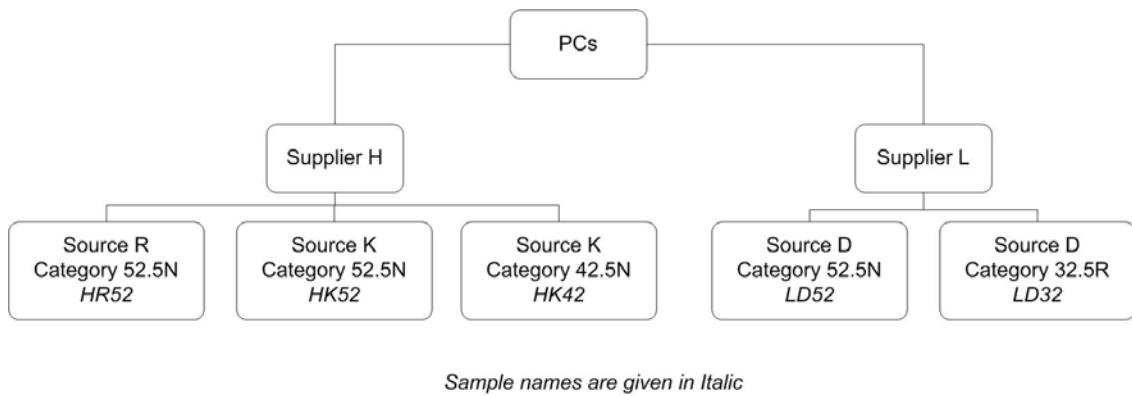 PCs
Supplier H
Supplier L
Source R
Category 52.5N
HR52
Source K
Category 52.5N
HK52
Source K
Category 42.5N
HK42
Source D
Category 52.5N
LD52
Source D
Category 32.5R
LD32
Sample names are given in Italic